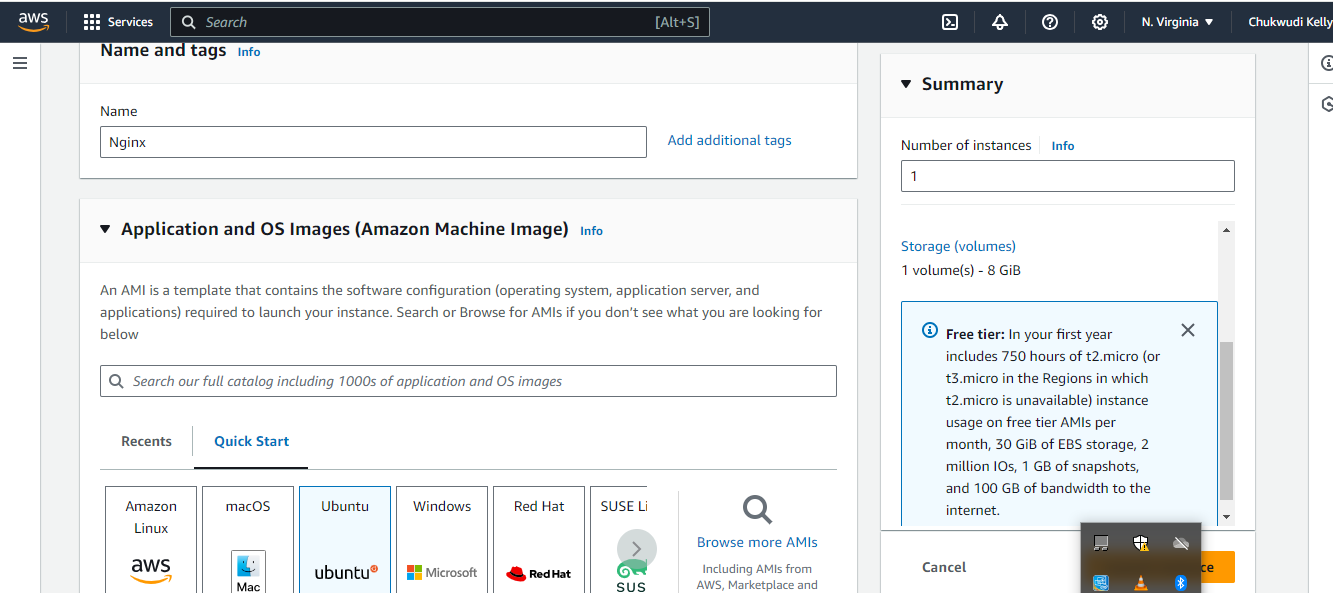 aws
Services
Search
[Alt+S]
N. Virginia
Chukwudi Kelly
Name and tags
Info
Name
Nginx
Add additional tags
Application and OS Images (Amazon Machine Image)
Info
An AMI is a template that contains the software configuration (operating system, application server, and
applications) required to launch your instance. Search or Browse for AMIs if you don't see what you are looking for
below
Search our full catalog including 1000s of application and OS images
Recents
Quick Start
Amazon
Linux
aws
macOS
Mac
Ubuntu
ubuntu
Windows
Microsoft
Red Hat
RedHat
SUSE Li
SUS
Browse more AMIs
Including AMIs from
AWS, Marketplace and
Summary
Number of instances
Info
1
Storage (volumes)
1 volume(s) - 8 GiB
Free tier: In your first year
includes 750 hours of t2.micro (or
t3.micro in the Regions in which
t2.micro is unavailable) instance
usage on free tier AMIs per
month, 30 GiB of EBS storage, 2
million IOs, 1 GB of snapshots,
and 100 GB of bandwidth to the
internet.
Cancel
ce